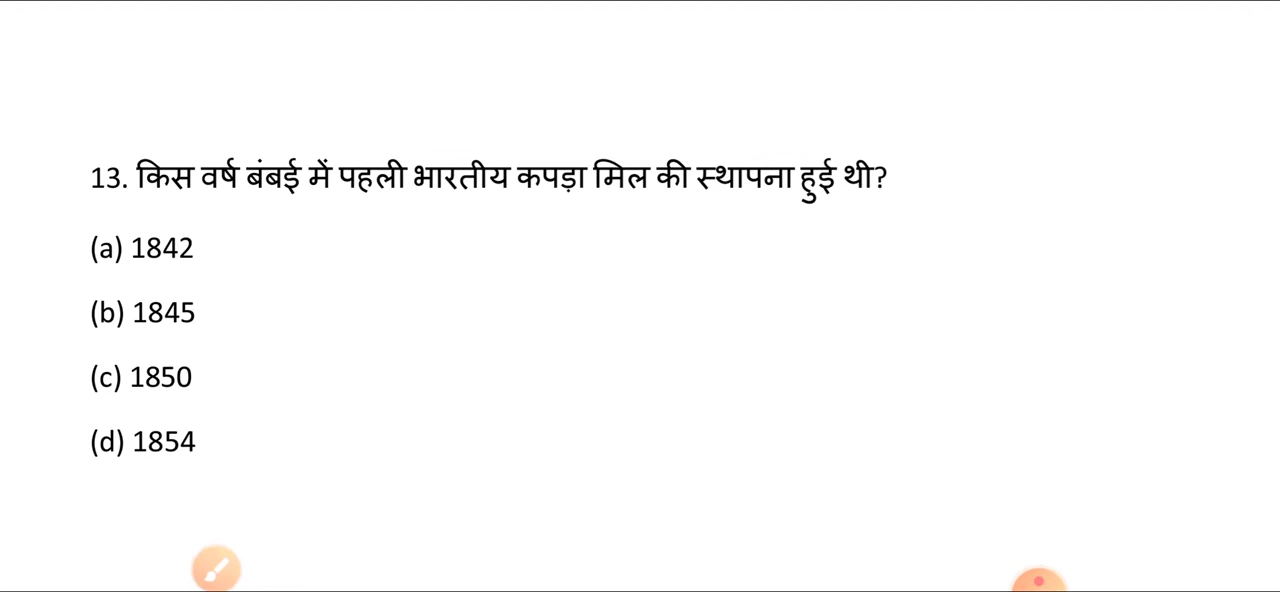 13. किस वर्ष बंबई में पहली भारतीय कपड़ा मिल की स्थापना हुई थी?
(a) 1842
(b) 1845
(c) 1850
(d) 1854